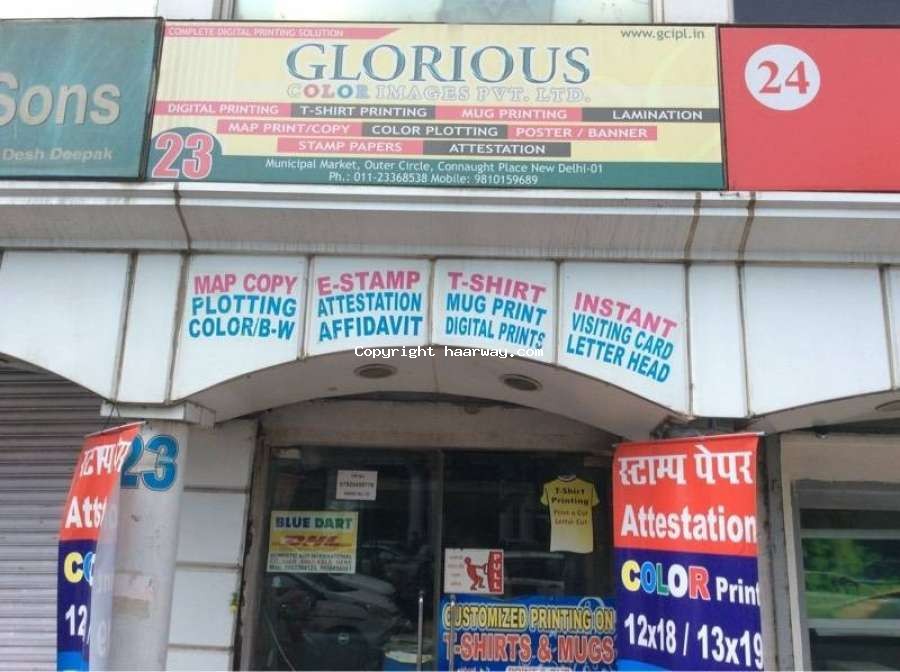 Sons
Desh Deepak
COMPLETE DIGITAL PRINTING SOLUTION
www.gcipl.in
GLORIOUS
COLOR IMAGES PVT. LTD.
DIGITAL PRINTING T-SHIRT PRINTING MUG PRINTING LAMINATION
MAP PRINT/COPY COLOR PLOTTING POSTER / BANNER
STAMP PAPERS ATTESTATION
23
Municipal Market, Outer Circle, Connaught Place New Delhi-01
Ph.: 011-23368538 Mobile: 9810159689
24
MAP COPY
PLOTTING
COLOR/B-W
E-STAMP
ATTESTATION
AFFIDAVIT
T-SHIRT
MUG PRINT
DIGITAL PRINTS
INSTANT
VISITING CARD
LETTER HEAD
Copyright haarway.com
23
BLUE DART
DHL
T-Shirt
Printing
PULL
CUSTOMIZED PRINTING ON
T-SHIRTS & MUGS
स्टाम्प पेपर
Attestation
COLOR Print
12x18 / 13x19